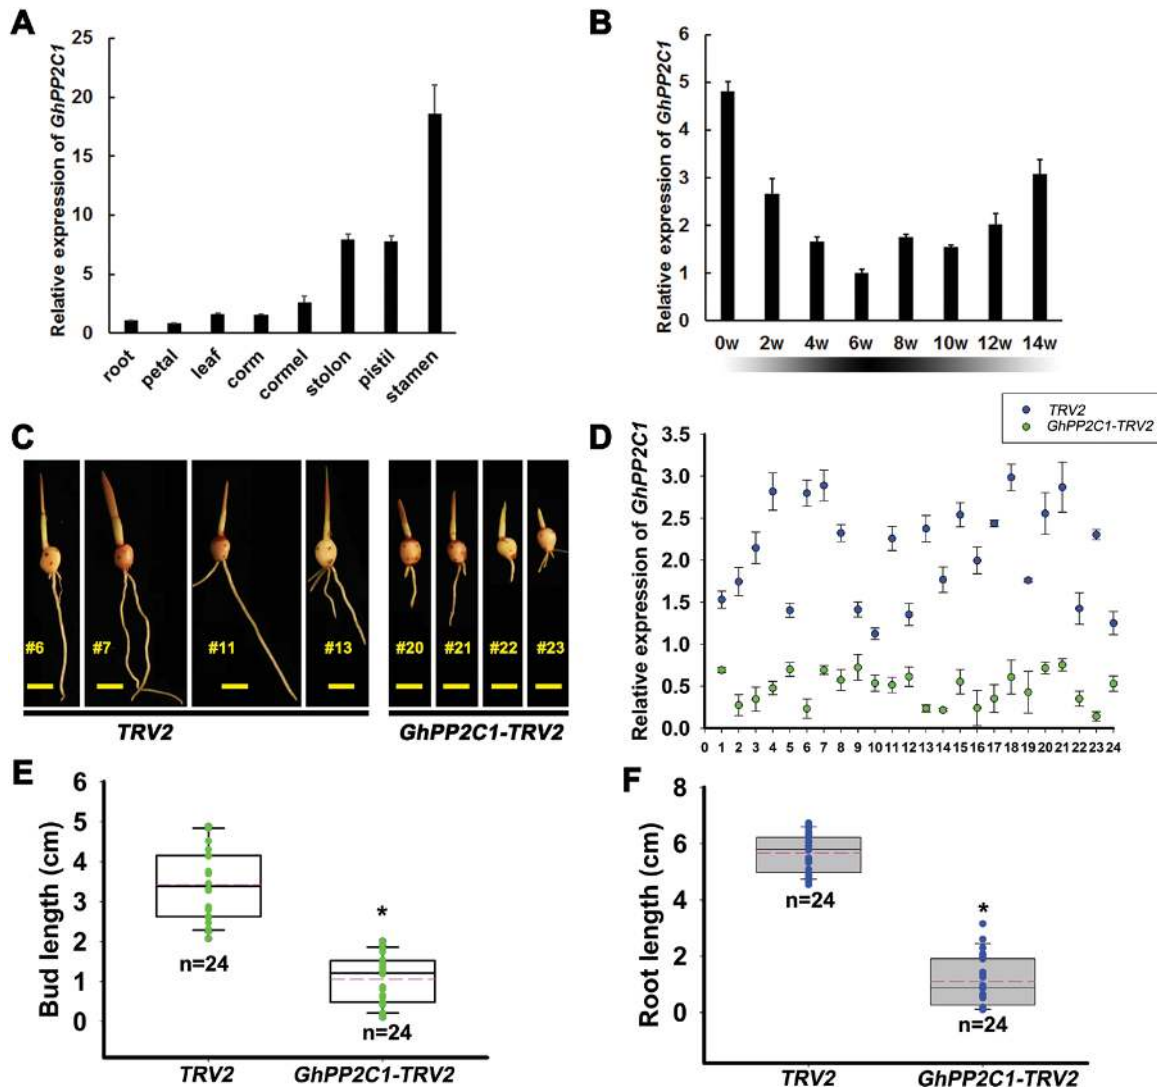 A
Relative expression of GhPP2C1
25
20
15
10
5
0
root
petal
leaf
corm
cormel
stolon
pistil
stamen
B
Relative expression of GhPP2C1
6
5
4
3
2
1
0
0w 2w 4w 6w 8w 10w 12w 14w
C
#6 #7 #11 #13 #20 #21 #22 #23
TRV2 GhPP2C1-TRV2
D
TRV2
GhPP2C1-TRV2
Relative expression of GhPP2C1
3.5
3.0
2.5
2.0
1.5
1.0
0.5
0.0
0 1 2 3 4 5 6 7 8 9 10 11 12 13 14 15 16 17 18 19 20 21 22 23 24
E
Bud length (cm)
6
5
4
3
2
1
0
n=24
*
n=24
TRV2 GhPP2C1-TRV2
F
Root length (cm)
8
6
4
2
0
n=24
*
n=24
TRV2 GhPP2C1-TRV2